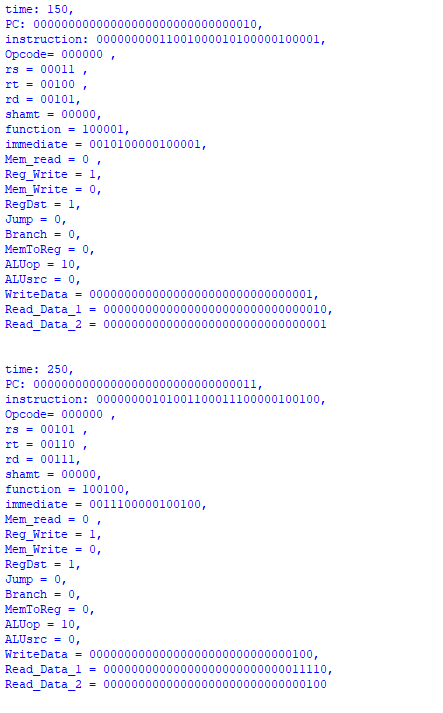 time: 150,
PC: 00000000000000000000000000000010,
instruction: 00000000011001000010100000100001,
Opcode= 000000 ,
rs = 00011 ,
rt = 00100 ,
rd = 00101,
shamt = 00000,
function = 100001,
immediate = 0010100000100001,
Mem_read = 0 ,
Reg_Write = 1,
Mem_Write = 0,
RegDst = 1,
Jump = 0,
Branch = 0,
MemToReg = 0,
ALUop = 10,
ALUsrc = 0,
WriteData = 00000000000000000000000000000001,
Read_Data_1 = 00000000000000000000000000000010,
Read_Data_2 = 00000000000000000000000000000001
time: 250,
PC: 00000000000000000000000000000011,
instruction: 00000000101001100011100000100100,
Opcode= 000000 ,
rs = 00101 ,
rt = 00110 ,
rd = 00111,
shamt = 00000,
function = 100100,
immediate = 0011100000100100,
Mem_read = 0 ,
Reg_Write = 1,
Mem_Write = 0,
RegDst = 1,
Jump = 0,
Branch = 0,
MemToReg = 0,
ALUop = 10,
ALUsrc = 0,
WriteData = 00000000000000000000000000000100,
Read_Data_1 = 00000000000000000000000000011110,
Read_Data_2 = 00000000000000000000000000000100